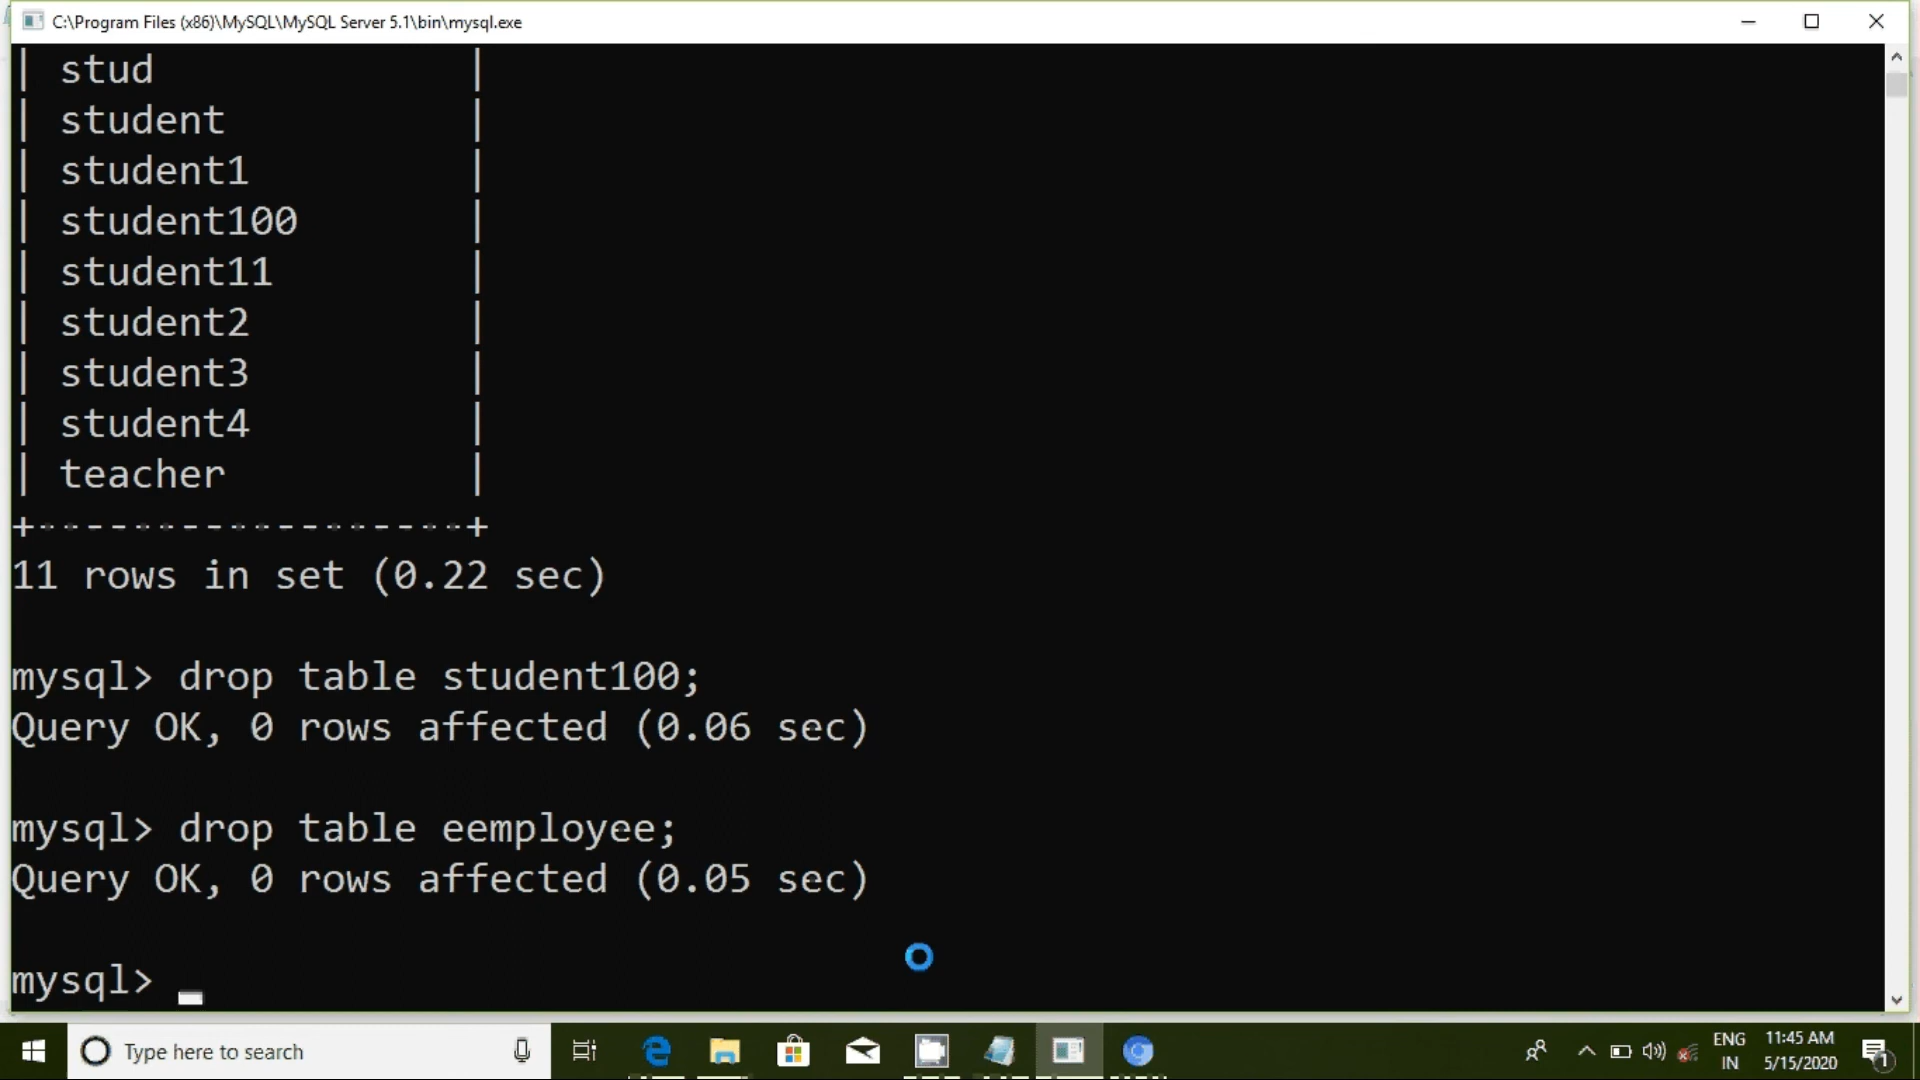 C:\Program Files (x86)\MySQL\MySQL Server 5.1\bin\mysql.exe
| stud |
| student |
| student1 |
| student100 |
| student11 |
| student2 |
| student3 |
| student4 |
| teacher |
+-------------------+
11 rows in set (0.22 sec)
mysql> drop table student100;
Query OK, 0 rows affected (0.06 sec)
mysql> drop table eemployee;
Query OK, 0 rows affected (0.05 sec)
mysql>
Type here to search
ENG
IN
11:45 AM
5/15/2020
1